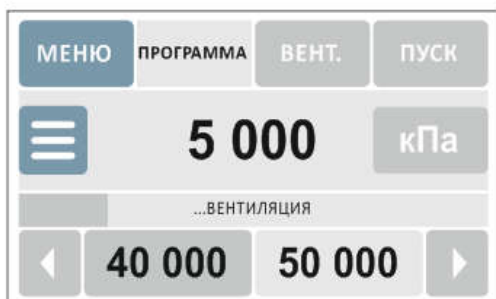 МЕНЮ ПРОГРАММА ВЕНТ. ПУСК
5 000 кПа
...ВЕНТИЛЯЦИЯ
40 000 50 000